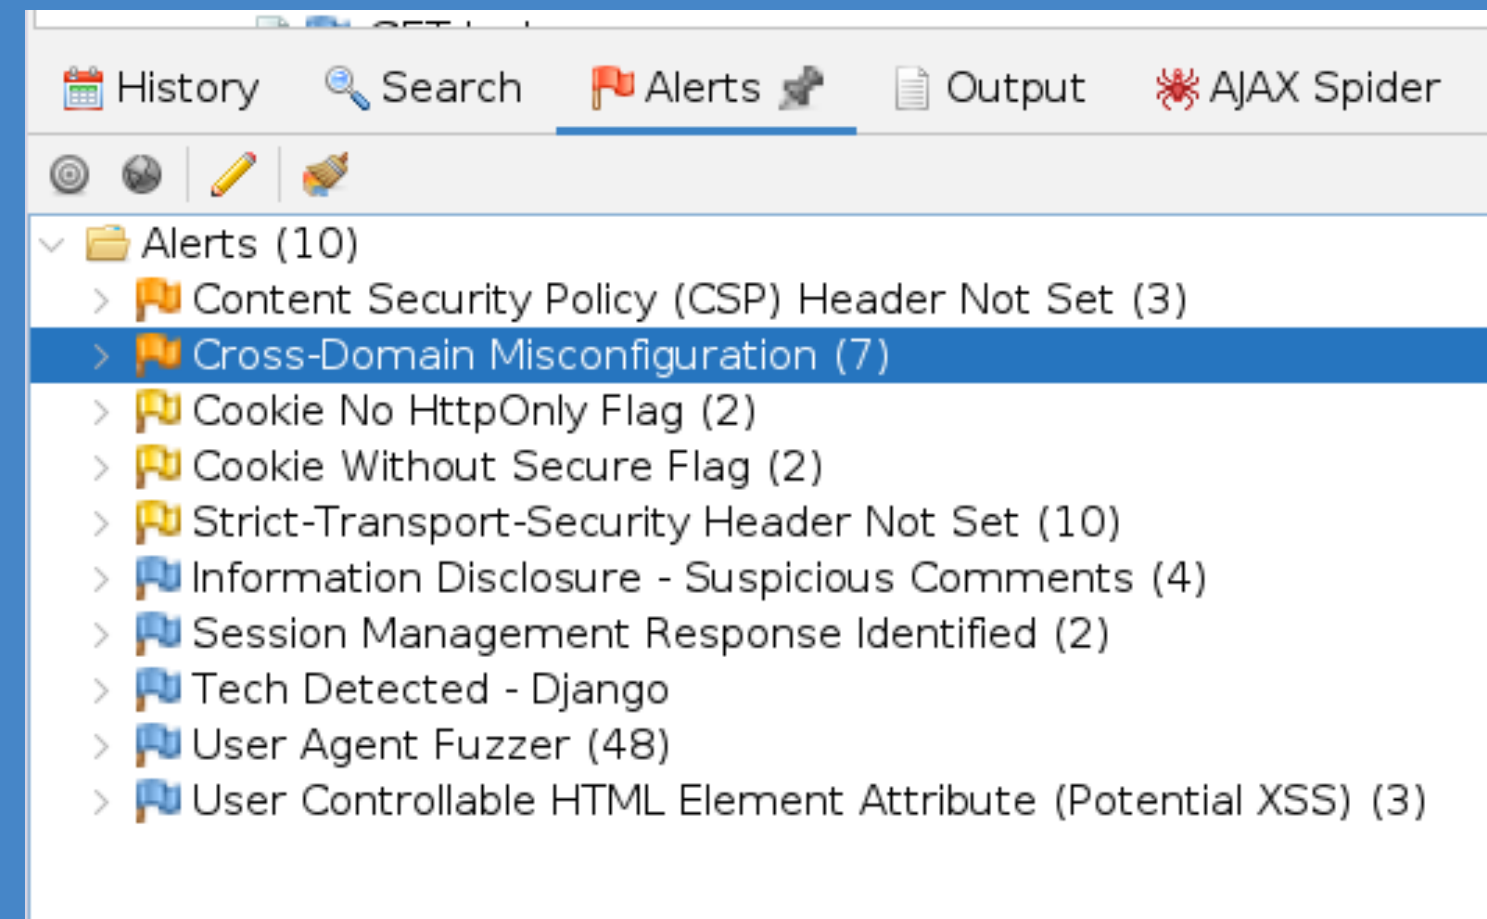 History Search Alerts Output AJAX Spider
Alerts (10)
Content Security Policy (CSP) Header Not Set (3)
Cross-Domain Misconfiguration (7)
Cookie No HttpOnly Flag (2)
Cookie Without Secure Flag (2)
Strict-Transport-Security Header Not Set (10)
Information Disclosure - Suspicious Comments (4)
Session Management Response Identified (2)
Tech Detected - Django
User Agent Fuzzer (48)
User Controllable HTML Element Attribute (Potential XSS) (3)